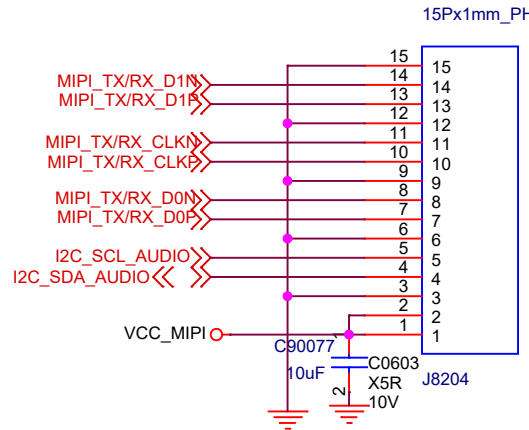 15Px1mm_PH
15 15
MIPI_TX/RX_D1N 14 14
MIPI_TX/RX_D1P 13 13
12 12
MIPI_TX/RX_CLKN 11 11
MIPI_TX/RX_CLKP 10 10
9 9
MIPI_TX/RX_D0N 8 8
MIPI_TX/RX_D0P 7 7
6 6
I2C_SCL_AUDIO 5 5
I2C_SDA_AUDIO 4 4
3 3
2 2
VCC_MIPI 1 1
1
C90077
10uF
C0603
X5R
10V
2
J8204